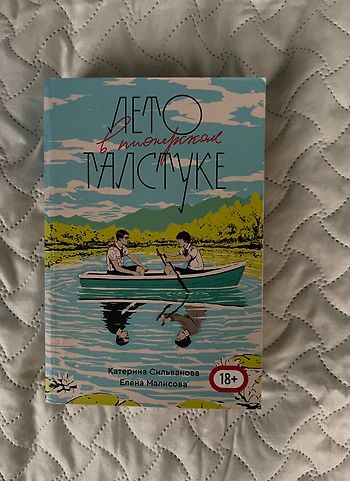 ЛЕТО
в пионерском
ГАЛСТУКЕ
Катерина Сильванова
Елена Малисова
18+